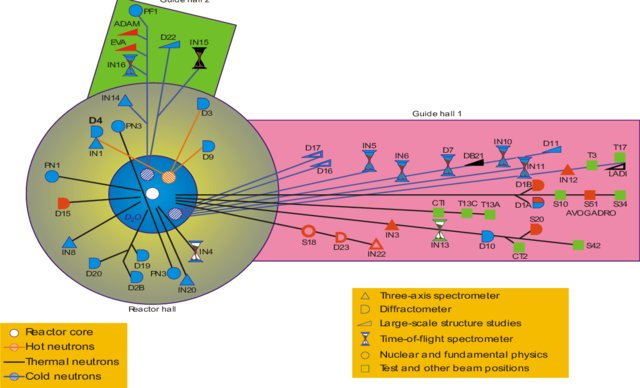 Guide hall 2
PF1
ADAM
EVA
D22
IN15
IN16
IN14
D3
D4
PN3
IN1
D9
PN1
D15
D2O
IN8
IN4
D20
D19
D2B
PN3
IN20
Reactor hall
Guide hall 1
D17
D16
IN5
IN6
D7
DB21
IN10
IN11
D11
IN12
T3
T17
LADI
D1B
D1A
S10
S51
S34
AVOGADRO
CTI
T13C
T13A
S20
S18
D23
IN22
IN3
IN13
D10
CT2
S42
Reactor core
Hot neutrons
Thermal neutrons
Cold neutrons
Three-axis spectrometer
Diffractometer
Large-scale structure studies
Time-of-flight spectrometer
Nuclear and fundamental physics
Test and other beam positions